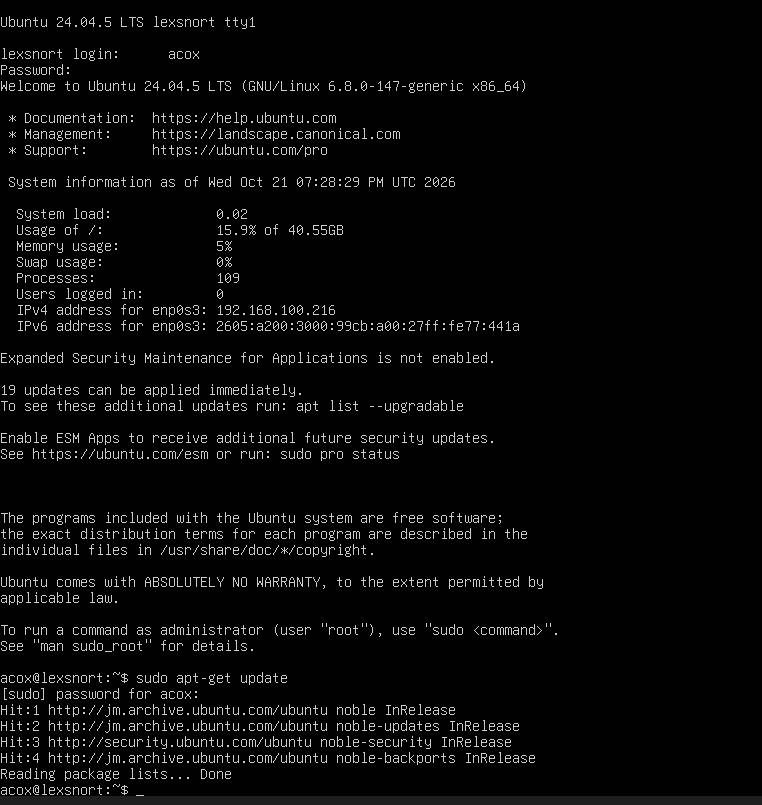 Ubuntu 24.04.5 LTS lexsnort tty1
lexsnort login:      acox
Password:
Welcome to Ubuntu 24.04.5 LTS (GNU/Linux 6.8.0-147-generic x86_64)
 * Documentation:  https://help.ubuntu.com
 * Management:     https://landscape.canonical.com
 * Support:        https://ubuntu.com/pro
 System information as of Wed Oct 21 07:28:29 PM UTC 2026
  System load:             0.02
  Usage of /:              15.9% of 40.55GB
  Memory usage:            5%
  Swap usage:              0%
  Processes:               109
  Users logged in:         0
  IPv4 address for enp0s3: 192.168.100.216
  IPv6 address for enp0s3: 2605:a200:3000:99cb:a00:27ff:fe77:441a
Expanded Security Maintenance for Applications is not enabled.
19 updates can be applied immediately.
To see these additional updates run: apt list --upgradable
Enable ESM Apps to receive additional future security updates.
See https://ubuntu.com/esm or run: sudo pro status
The programs included with the Ubuntu system are free software;
the exact distribution terms for each program are described in the
individual files in /usr/share/doc/*/copyright.
Ubuntu comes with ABSOLUTELY NO WARRANTY, to the extent permitted by
applicable law.
To run a command as administrator (user "root"), use "sudo <command>".
See "man sudo_root" for details.
acox@lexsnort:~$ sudo apt-get update
[sudo] password for acox:
Hit:1 http://jm.archive.ubuntu.com/ubuntu noble InRelease
Hit:2 http://jm.archive.ubuntu.com/ubuntu noble-updates InRelease
Hit:3 http://security.ubuntu.com/ubuntu noble-security InRelease
Hit:4 http://jm.archive.ubuntu.com/ubuntu noble-backports InRelease
Reading package lists... Done
acox@lexsnort:~$ _